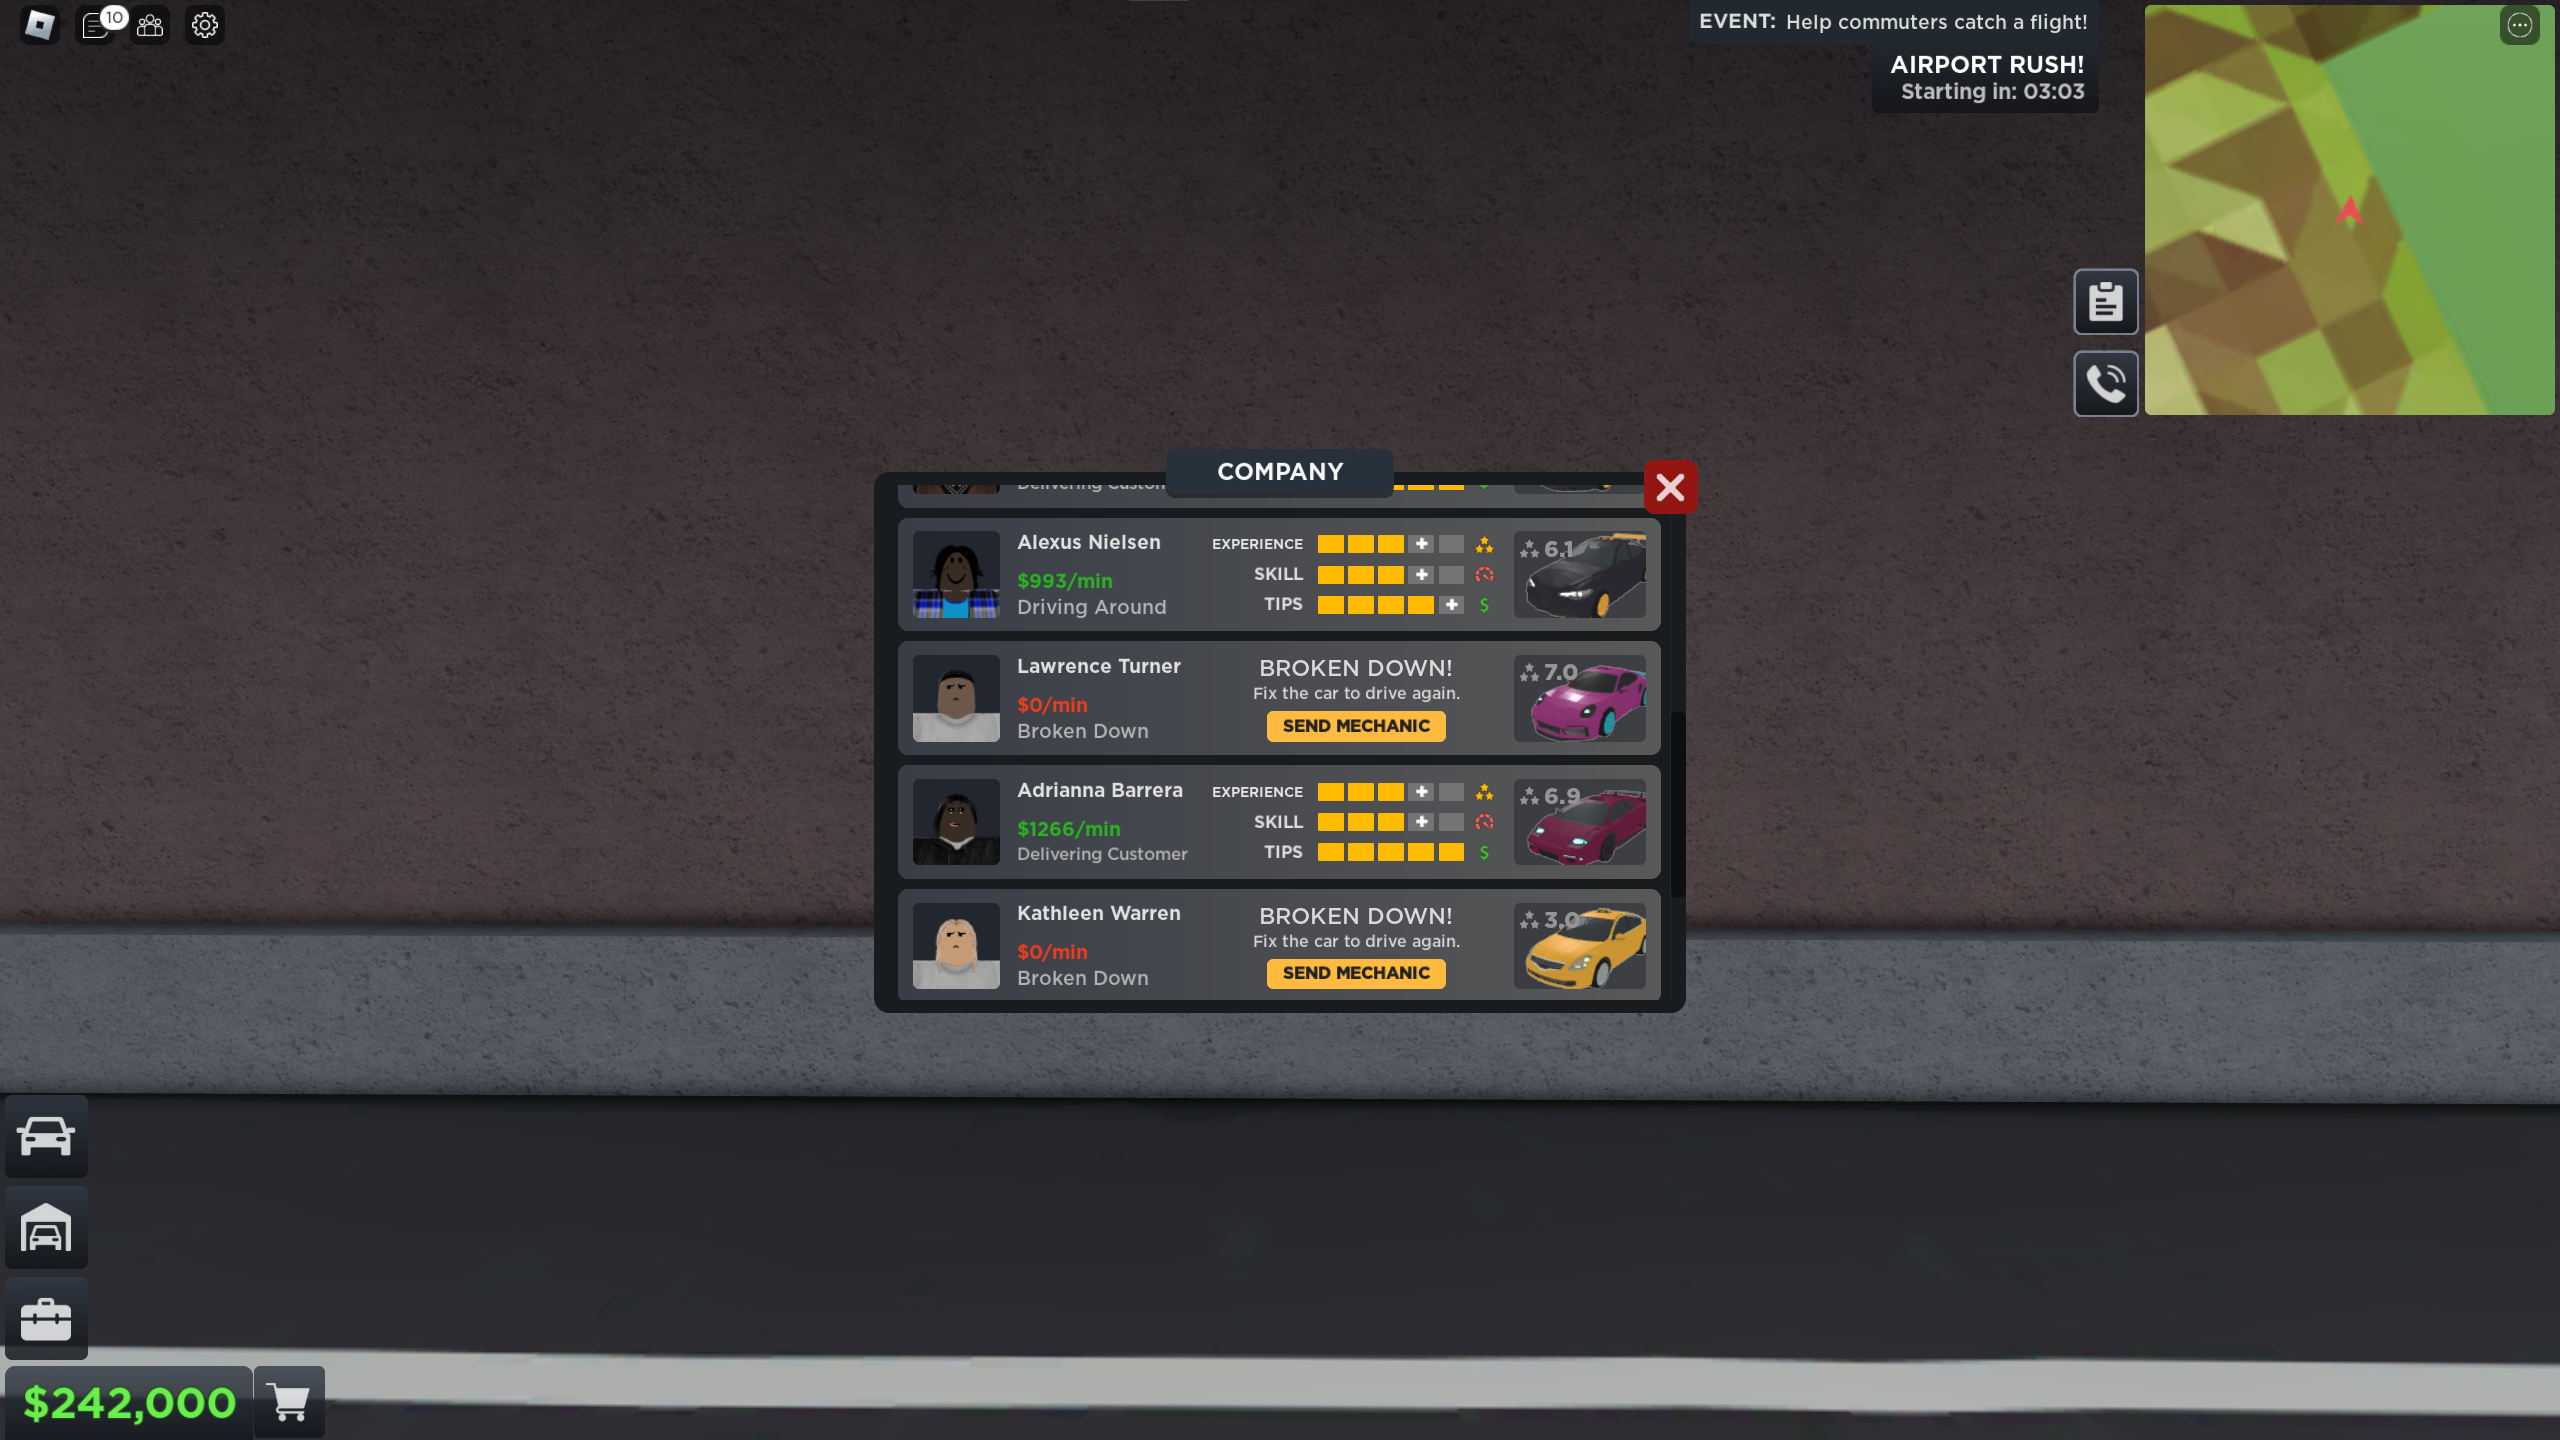 10
EVENT: Help commuters catch a flight!
AIRPORT RUSH!
Starting in: 03:03
COMPANY
Delivering Custom
Alexus Nielsen
$993/min
Driving Around
EXPERIENCE
SKILL
TIPS
$
6.1
Lawrence Turner
$0/min
Broken Down
BROKEN DOWN!
Fix the car to drive again.
SEND MECHANIC
7.0
Adrianna Barrera
$1266/min
Delivering Customer
EXPERIENCE
SKILL
TIPS
$
6.9
Kathleen Warren
$0/min
Broken Down
BROKEN DOWN!
Fix the car to drive again.
SEND MECHANIC
3.0
$242,000